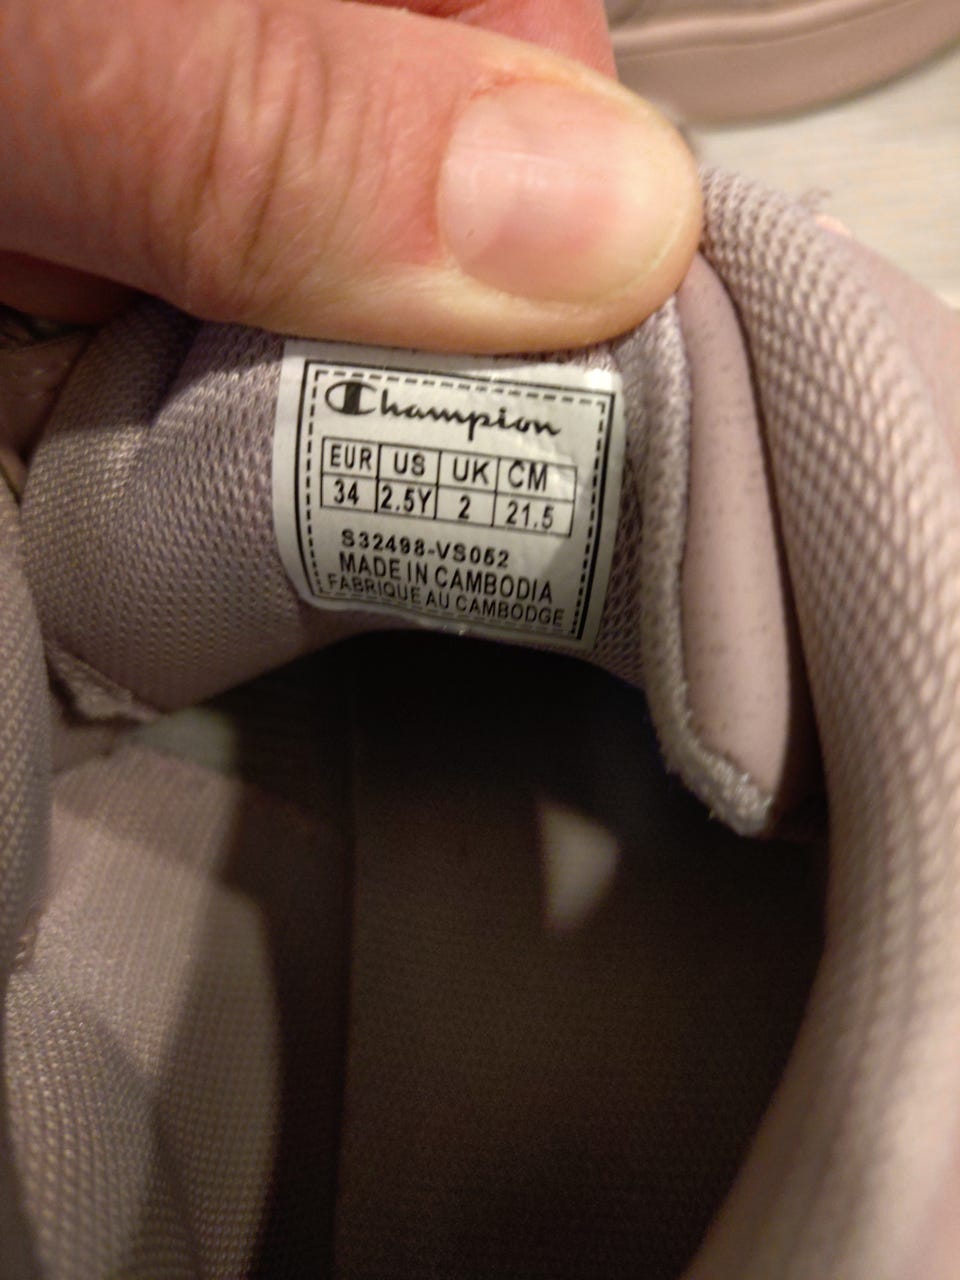 Champion
EUR US UK CM
34 2.5Y 2 21.5
S32498-VS052
MADE IN CAMBODIA
FABRIQUE AU CAMBODGE